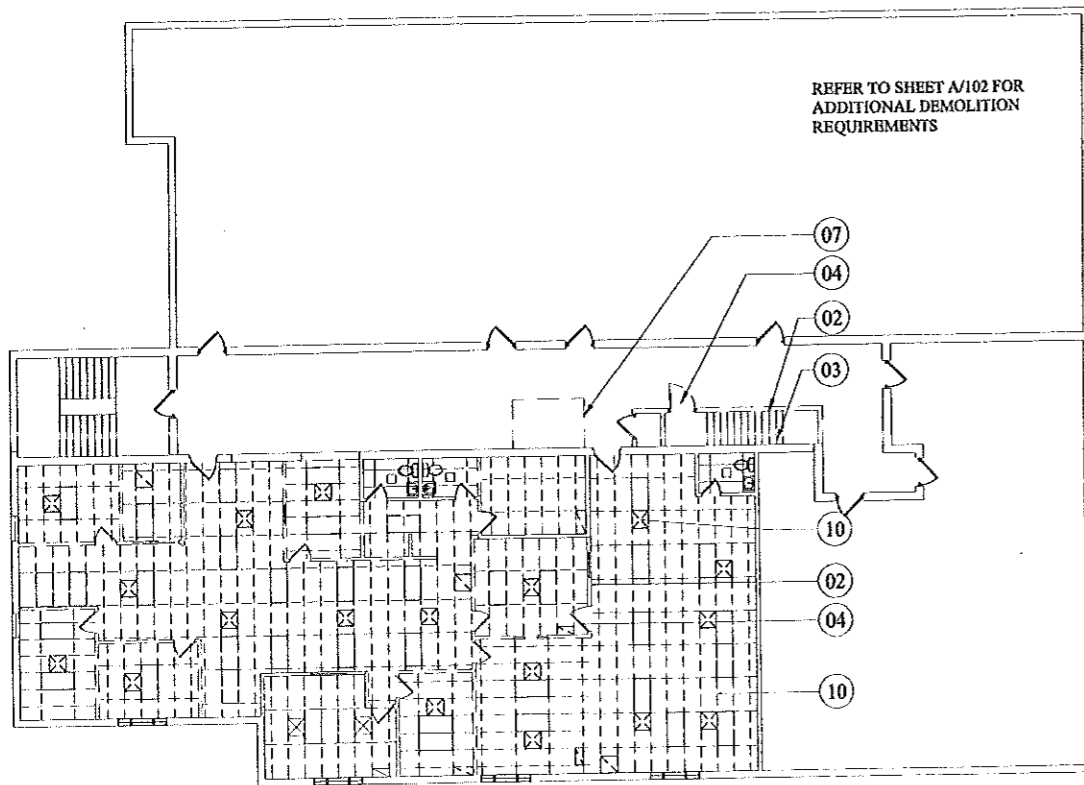 REFER TO SHEET A/102 FOR
ADDITIONAL DEMOLITION
REQUIREMENTS
07
04
02
03
10
02
04
10